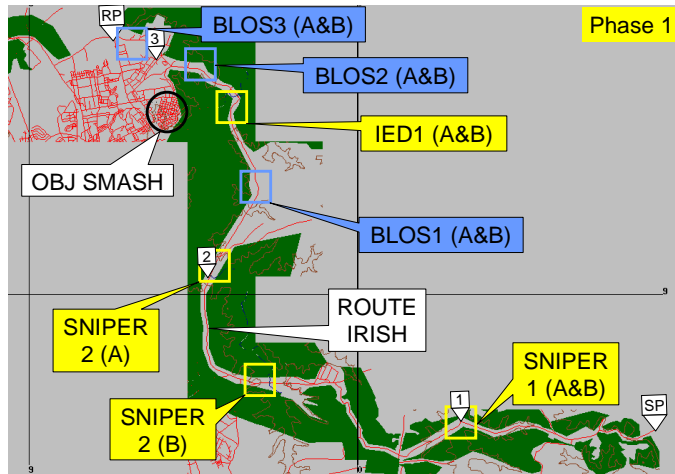 RP
BLOS3 (A&B)
Phase 1
3
BLOS2 (A&B)
IED1 (A&B)
OBJ SMASH
BLOS1 (A&B)
2
9
SNIPER
2 (A)
ROUTE
IRISH
SNIPER
1 (A&B)
SNIPER
2 (B)
1
SP
9
0